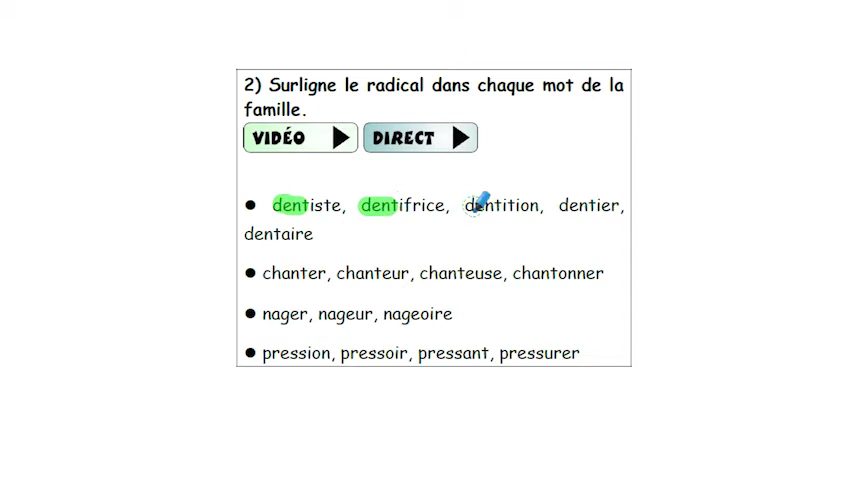 2) Surligne le radical dans chaque mot de la
famille.
VIDÉO DIRECT
● dentiste, dentifrice, dentition, dentier,
dentaire
● chanter, chanteur, chanteuse, chantonner
● nager, nageur, nageoire
● pression, pressoir, pressant, pressurer